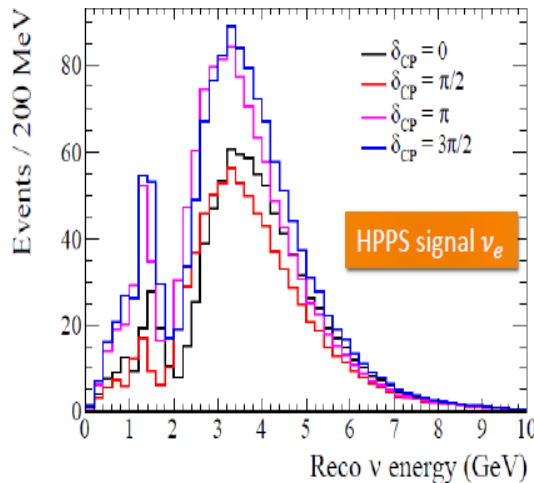 Events / 200 MeV
80
60
40
20
0
δCP = 0
δCP = π/2
δCP = π
δCP = 3π/2
HPPS signal νe
0 1 2 3 4 5 6 7 8 9 10
Reco ν energy (GeV)